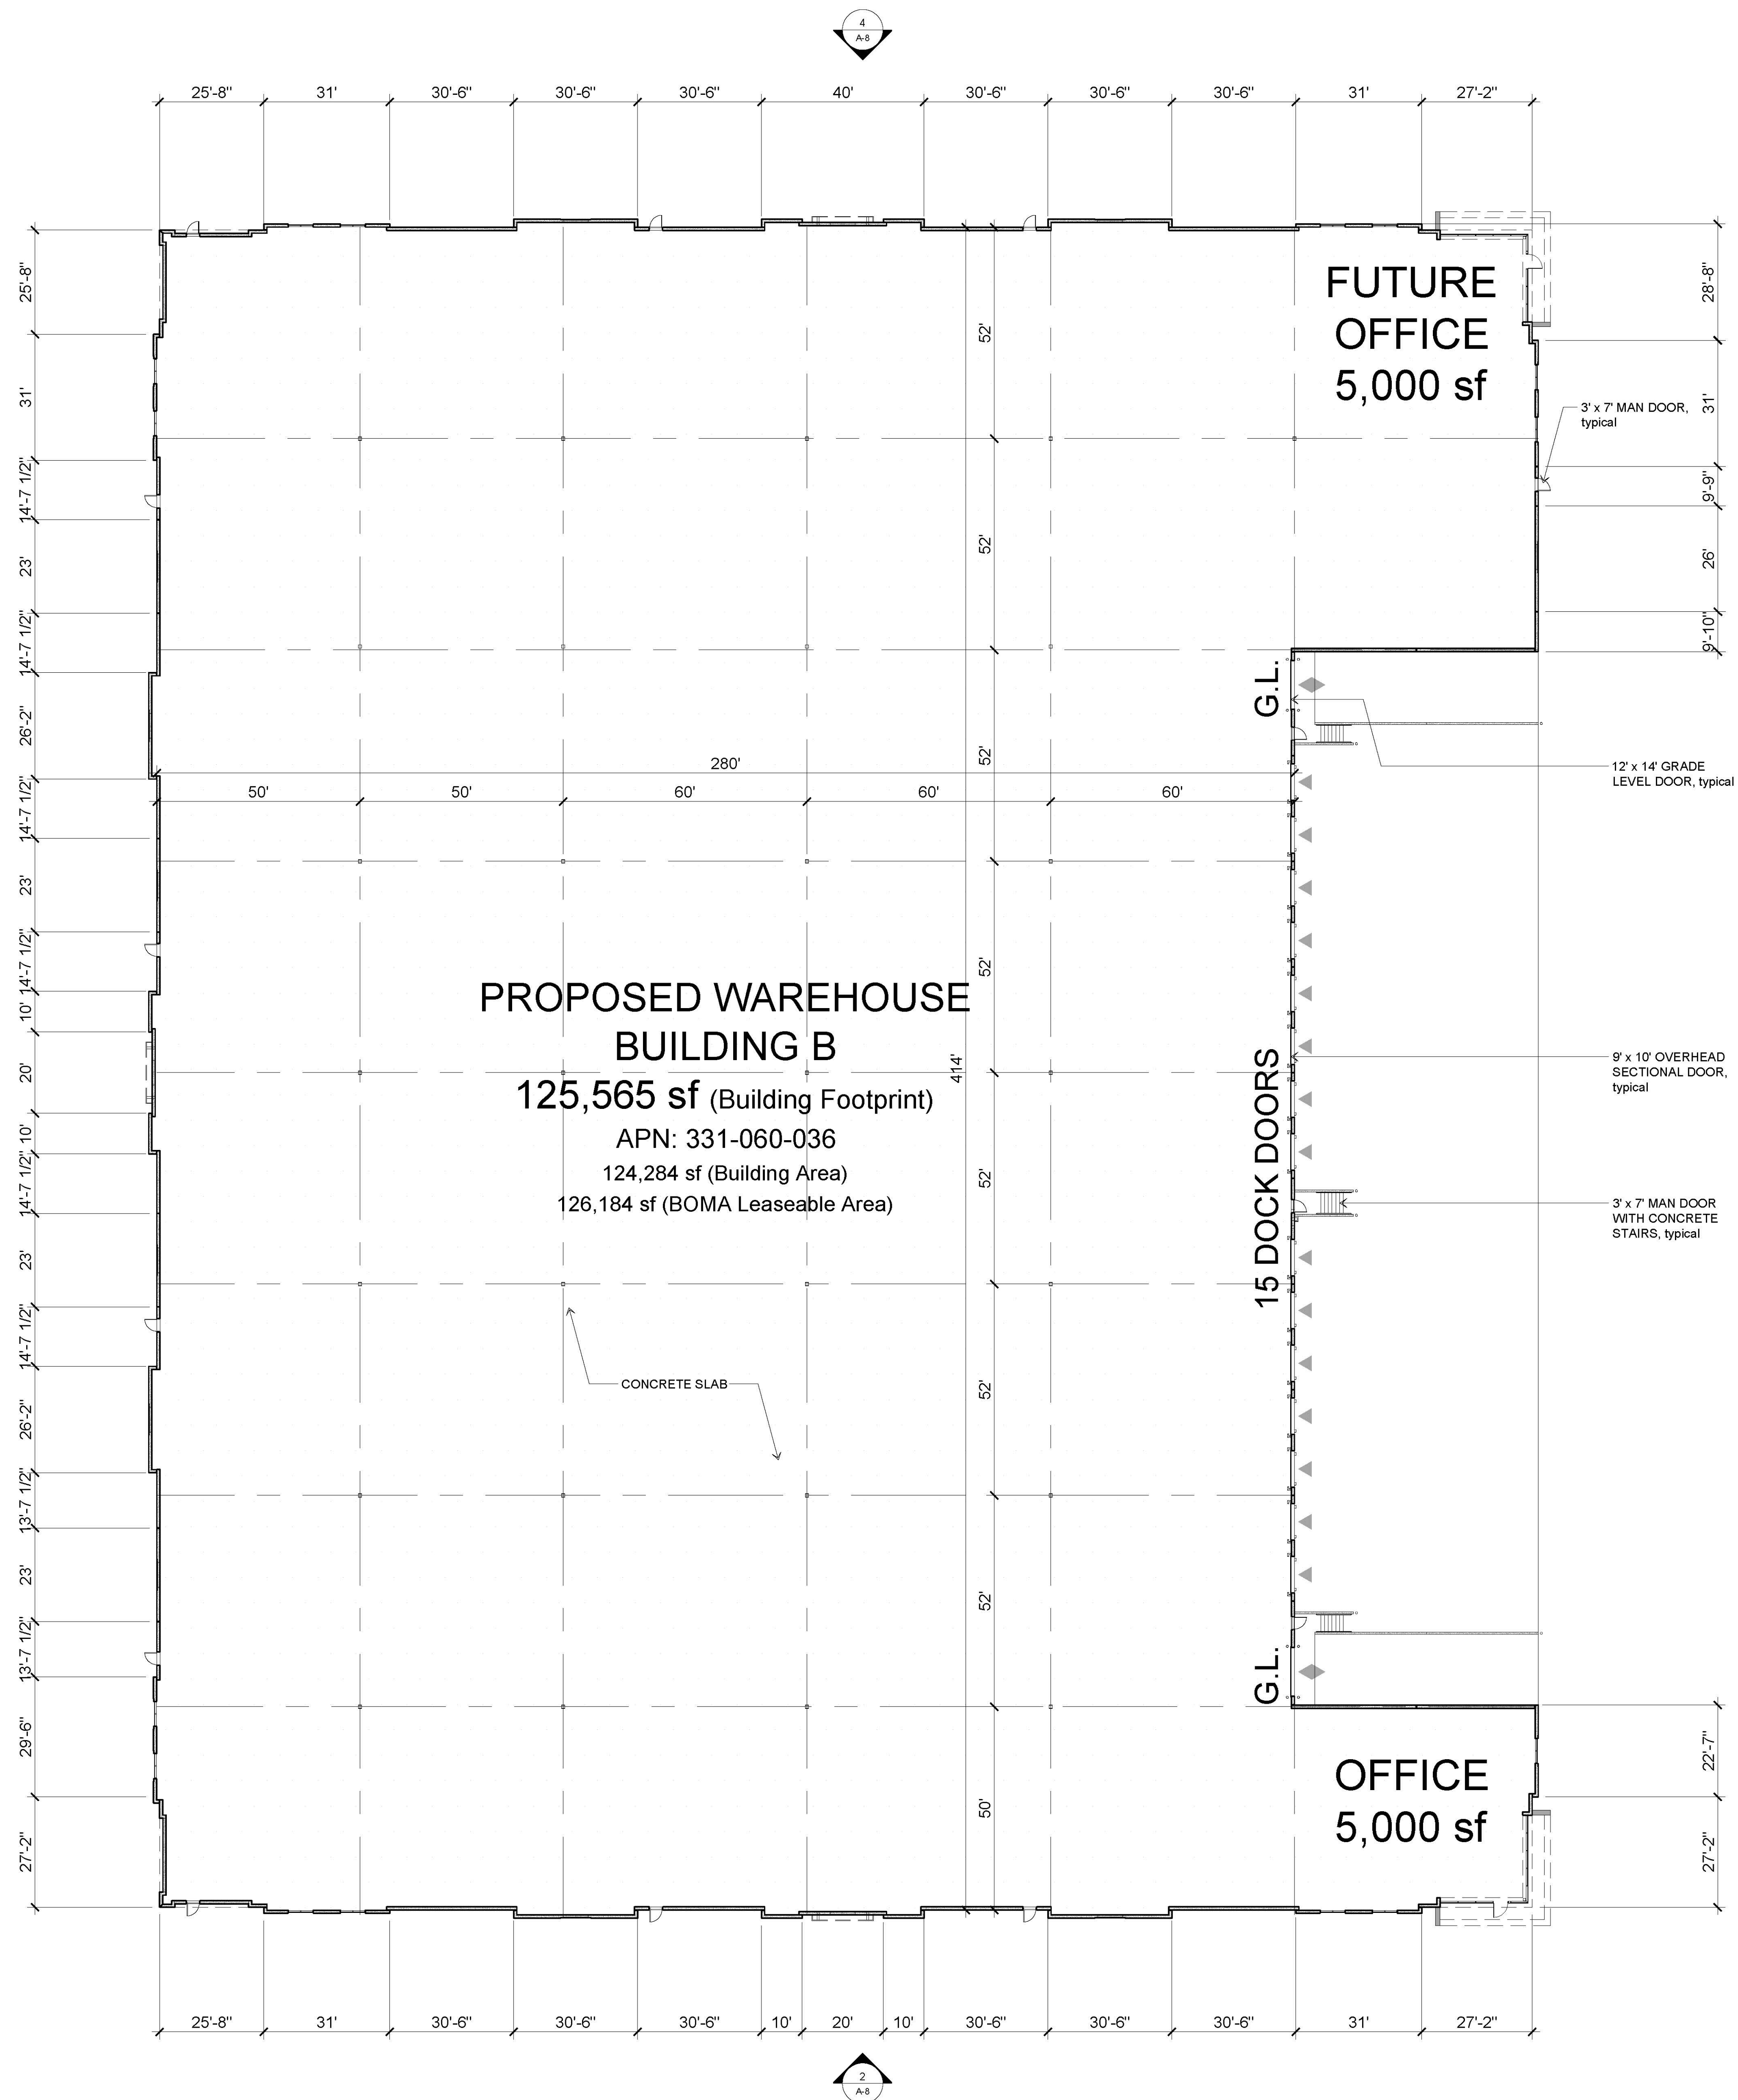 4
A-8
25'-8" 31' 30'-6" 30'-6" 30'-6" 40' 30'-6" 30'-6" 30'-6" 31' 27'-2"
25'-8"
31'
14'-7 1/2"
23'
14'-7 1/2"
26'-2"
14'-7 1/2"
23'
14'-7 1/2"
10'
20'
10'
14'-7 1/2"
23'
14'-7 1/2"
26'-2"
13'-7 1/2"
23'
13'-7 1/2"
29'-6"
27'-2"
FUTURE
OFFICE
5,000 sf
52'
52'
52'
52'
52'
52'
52'
50'
414'
280'
50' 50' 60' 60' 60'
PROPOSED WAREHOUSE
BUILDING B
125,565 sf (Building Footprint)
APN: 331-060-036
124,284 sf (Building Area)
126,184 sf (BOMA Leaseable Area)
CONCRETE SLAB
G.L.
15 DOCK DOORS
G.L.
OFFICE
5,000 sf
28'-8"
31'
9'-9"
26'
9'-10"
22'-7"
27'-2"
3' x 7' MAN DOOR,
typical
12' x 14' GRADE
LEVEL DOOR, typical
9' x 10' OVERHEAD
SECTIONAL DOOR,
typical
3' x 7' MAN DOOR
WITH CONCRETE
STAIRS, typical
25'-8" 31' 30'-6" 30'-6" 30'-6" 10' 20' 10' 30'-6" 30'-6" 30'-6" 31' 27'-2"
2
A-8